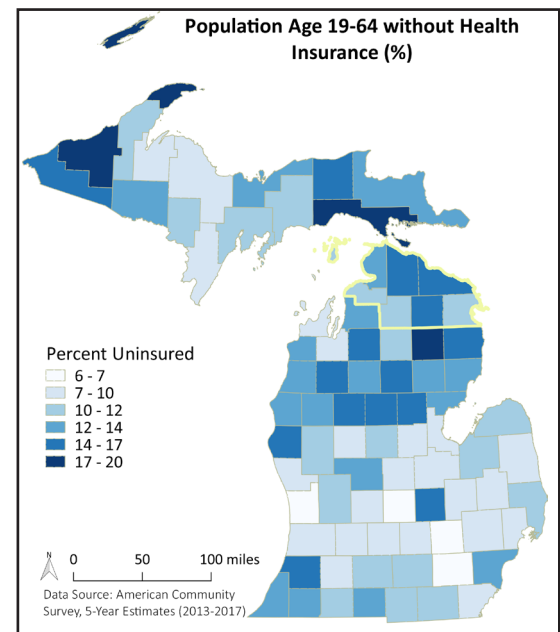 Population Age 19-64 without Health
Insurance (%)
Percent Uninsured
6 - 7
7 - 10
10 - 12
12 - 14
14 - 17
17 - 20
N
0 50 100 miles
Data Source: American Community
Survey, 5-Year Estimates (2013-2017)